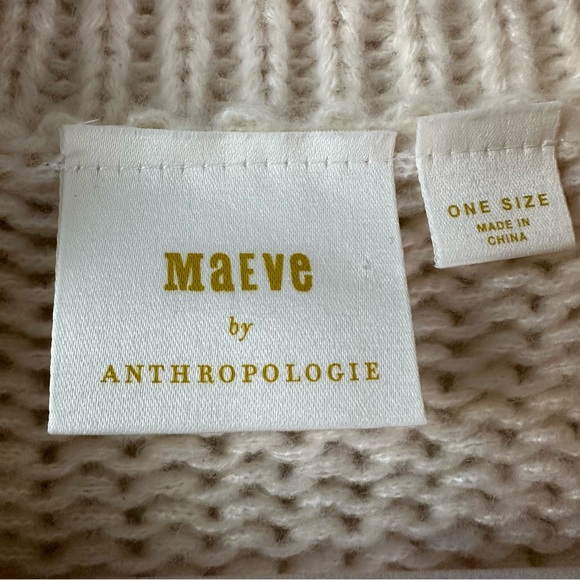 MaEve
by
ANTHROPOLOGIE
ONE SIZE
MADE IN
CHINA